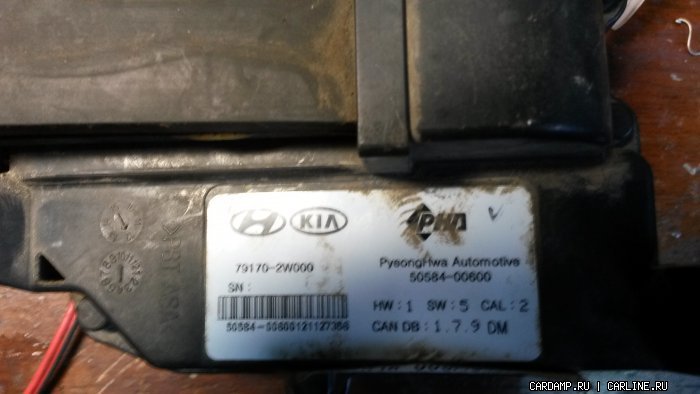 KIA PHA V
79170-2W000 PyeongHwa Automotive
50584-00600
SN :
HW : 1 SW : 5 CAL : 2
CAN DB : 1.7.9 DM
CARDAMP.RU | CARLINE.RU